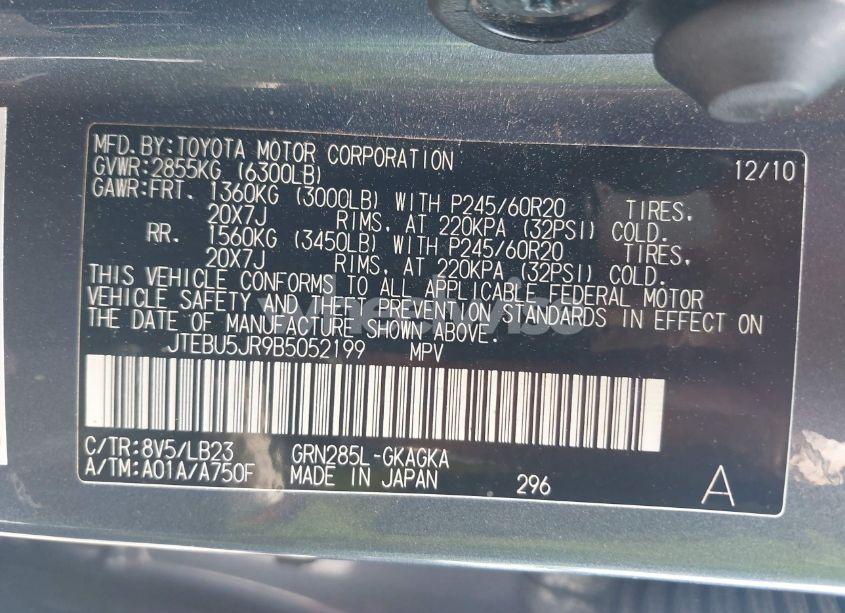 MFD.BY:TOYOTA MOTOR CORPORATION 12/10
GVWR:2855KG (6300LB)
GAWR:FRT. 1360KG (3000LB) WITH P245/60R20 TIRES,
20X7J RIMS, AT 220KPA (32PSI) COLD.
RR. 1560KG (3450LB) WITH P245/60R20 TIRES,
20X7J RIMS, AT 220KPA (32PSI) COLD.
THIS VEHICLE CONFORMS TO ALL APPLICABLE FEDERAL MOTOR
VEHICLE SAFETY AND THEFT PREVENTION STANDARDS IN EFFECT ON
THE DATE OF MANUFACTURE SHOWN ABOVE.
JTEBU5JR9B5052199 MPV
C/TR:8V5/LB23 GRN285L-GKAGKA
A/TM:A01A/A750F MADE IN JAPAN 296 A